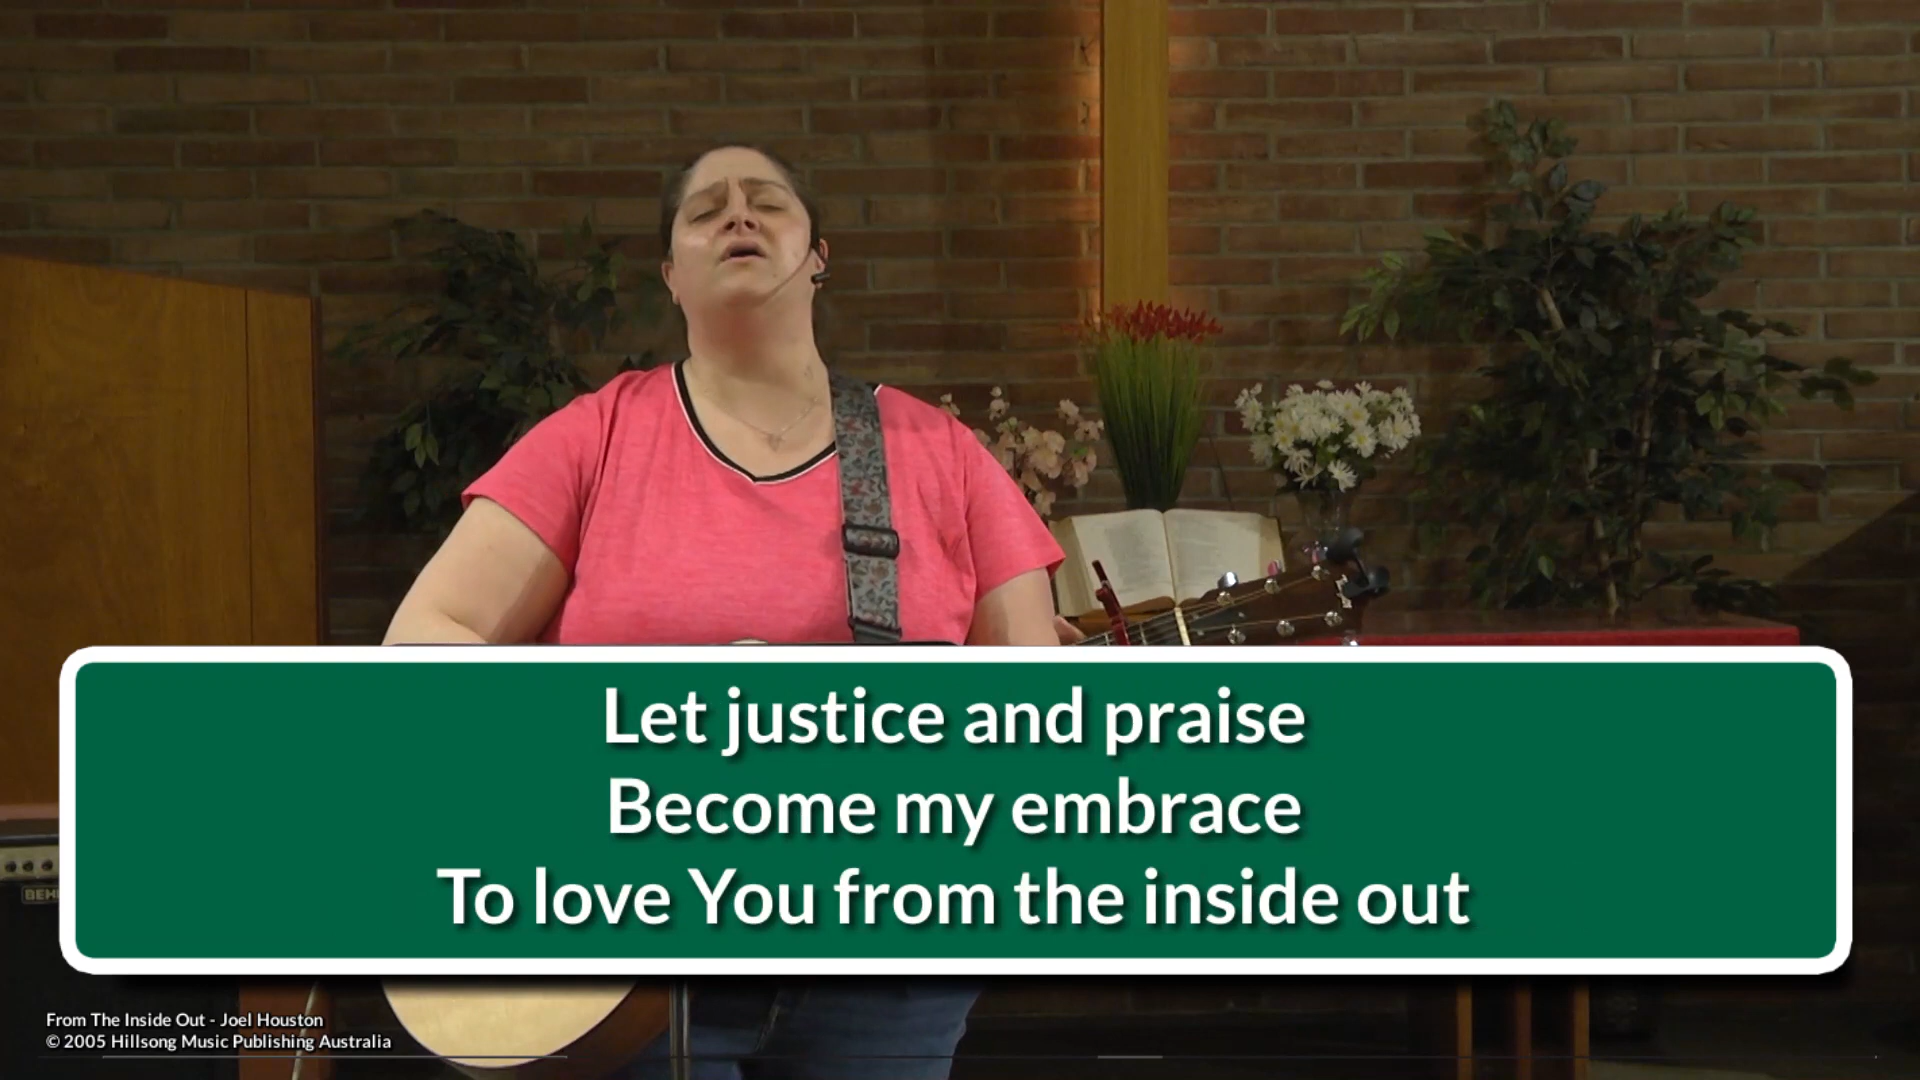 Let justice and praise
Become my embrace
To love You from the inside out
From The Inside Out - Joel Houston
© 2005 Hillsong Music Publishing Australia